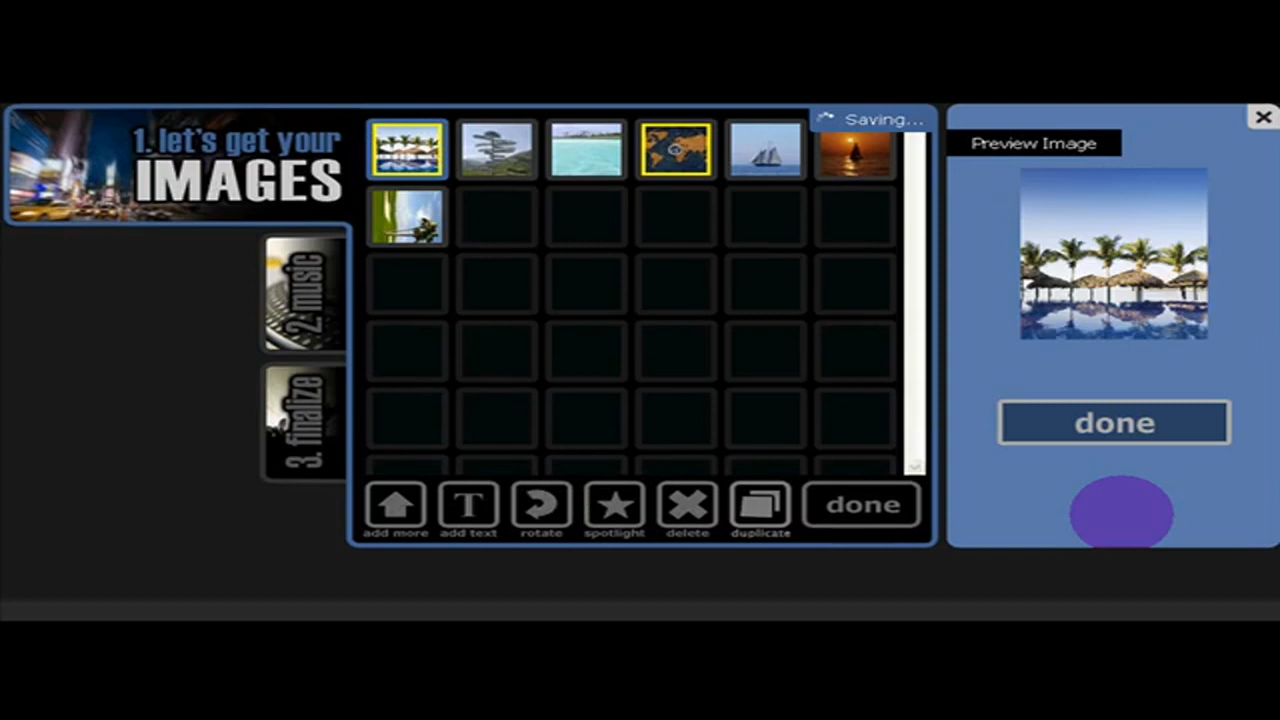 1. let's get your
IMAGES
Saving...
Preview Image
2. music
3. finalize
done
add more
add text
rotate
spotlight
delete
duplicate
T
done